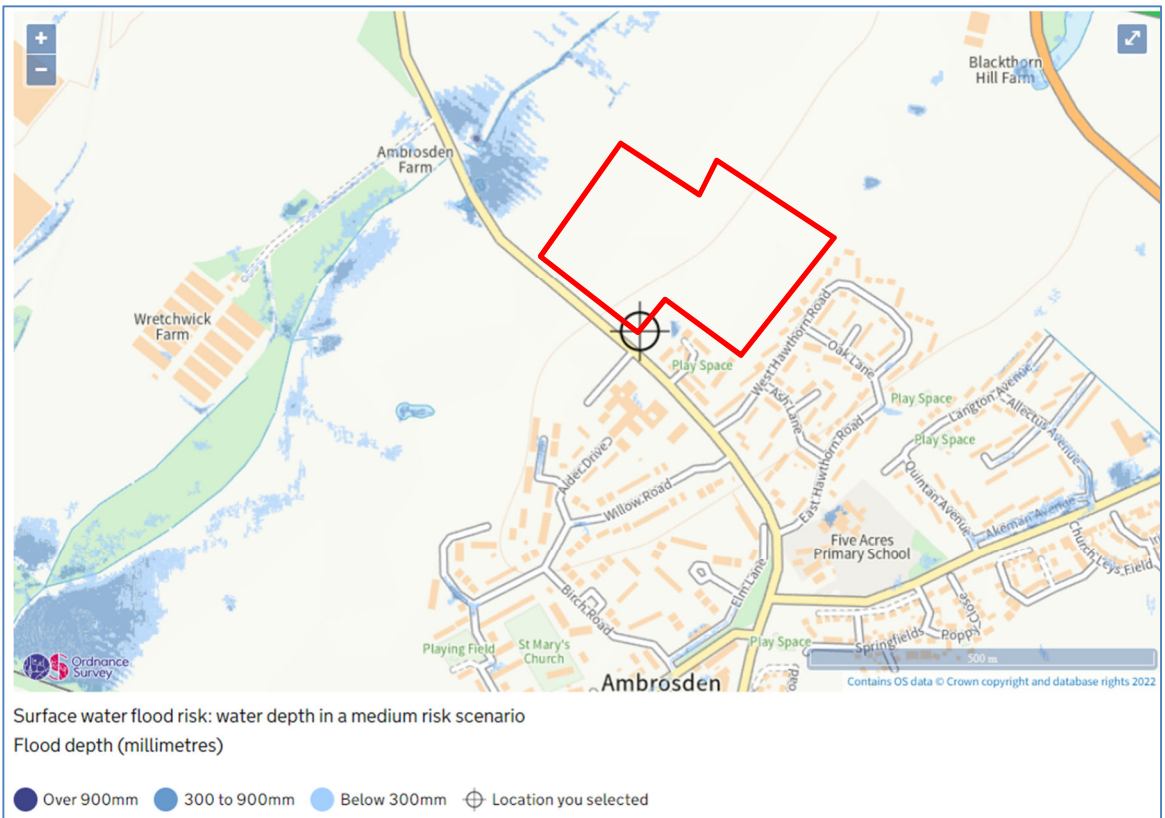 +
−
Blackthorn
Hill Farm
Ambrosden
Farm
Wretchwick
Farm
Play Space
West Hawthorn Road
Oak Lane
Ash Lane
Play Space
Langton Avenue
Allectus Avenue
Play Space
East Hawthorn Road
Quintan Avenue
Alder Drive
Willow Road
Akeman Avenue
Five Acres
Primary School
Church Leys Field
Elm Lane
Birch Road
Close
Poppy
Springfields
Playing Field
St Mary's
Church
Play Space
500 m
Ordnance
Survey
Ambrosden
Contains OS data © Crown copyright and database rights 2022
Surface water flood risk: water depth in a medium risk scenario
Flood depth (millimetres)
Over 900mm
300 to 900mm
Below 300mm
Location you selected